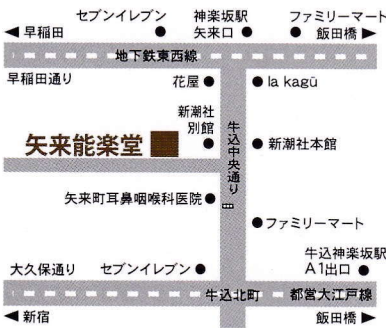 セブンイレブン
神楽坂駅
矢来口
ファミリーマート
◀早稲田
飯田橋▶
地下鉄東西線
早稲田通り
花屋
la kagū
新潮社
別館
矢来能楽堂
牛込中央通り
新潮社本館
矢来町耳鼻咽喉科医院
ファミリーマート
牛込神楽坂駅
A1出口
大久保通り
セブンイレブン
牛込北町
都営大江戸線
◀新宿
飯田橋▶